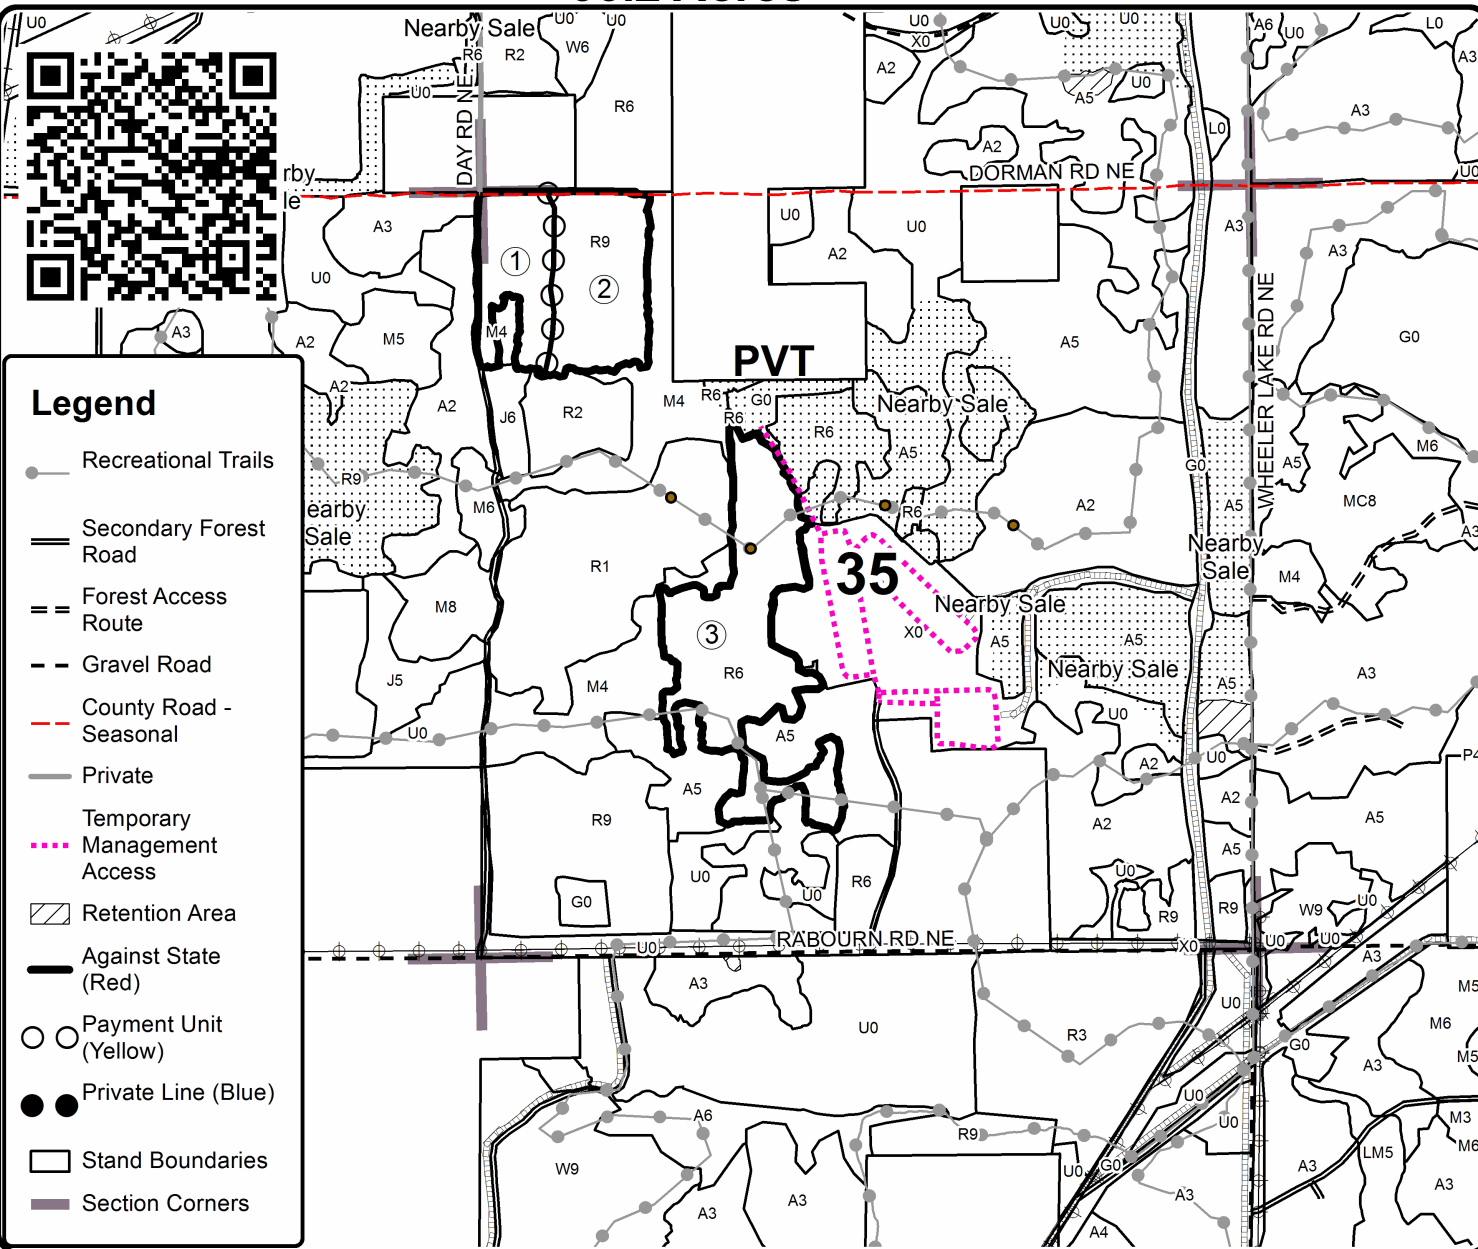 Nearby Sale
U0
U0
U0
U0
U0
U0
A6
U0
L0
R6
R2
W6
X0
A2
A3
U0
R6
A5
U0
DAY RD NE
A2
L0
A3
rby
le
DORMAN RD NE
U0
A3
R9
U0
U0
A3
A3
1
A2
U0
2
WHEELER LAKE RD NE
A3
A2
M5
M4
A5
G0
PVT
A2
A2
J6
R2
M4
R6
G0
R6
R6
Nearby Sale
A5
M6
R9
M6
G0
A5
earby
Sale
R6
A2
A5
MC8
A3
Nearby
Sale
R1
35
M4
M8
Nearby Sale
3
X0
A5
A5
Nearby Sale
J5
M4
R6
A5
A3
U0
A5
U0
U0
A2
P4
A5
A2
R9
A2
A5
A5
U0
U0
R6
U0
G0
R9
R9
W9
U0
U0
RABOURN RD NE
X0
U0
U0
A3
A3
M5
U0
U0
R3
M6
G0
A3
M5
U0
A6
U0
M3
R9
M6
W9
U0
G0
A3
LM5
A3
A3
A3
A3
A4
Legend
Recreational Trails
Secondary Forest
Road
Forest Access
Route
Gravel Road
County Road -
Seasonal
Private
Temporary
Management
Access
Retention Area
Against State
(Red)
Payment Unit
(Yellow)
Private Line (Blue)
Stand Boundaries
Section Corners